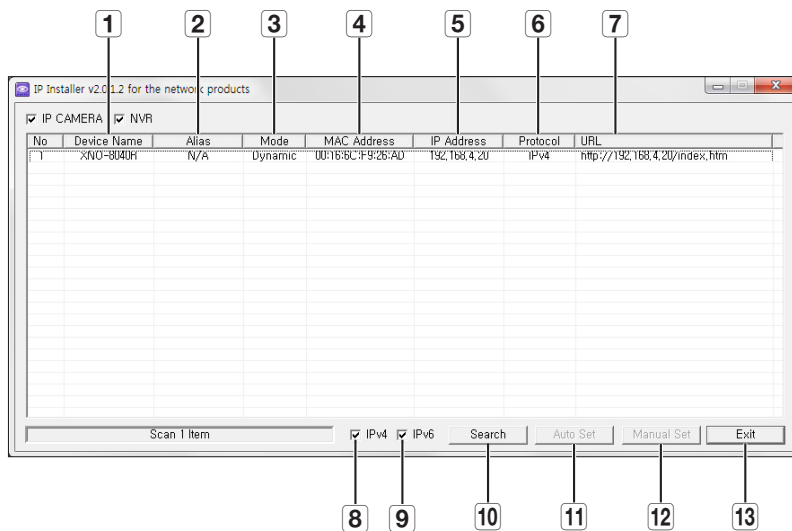 1 2 3 4 5 6 7
IP Installer v2.0.1.2 for the network products
IP CAMERA NVR
No Device Name Alias Mode MAC Address IP Address Protocol URL
1 XNO-8040R N/A Dynamic 00:16:6C:F9:26:AD 192,168,4,20 IPv4 http://192,168,4,20/index,htm
Scan 1 Item IPv4 IPv6 Search Auto Set Manual Set Exit
8 9 10 11 12 13